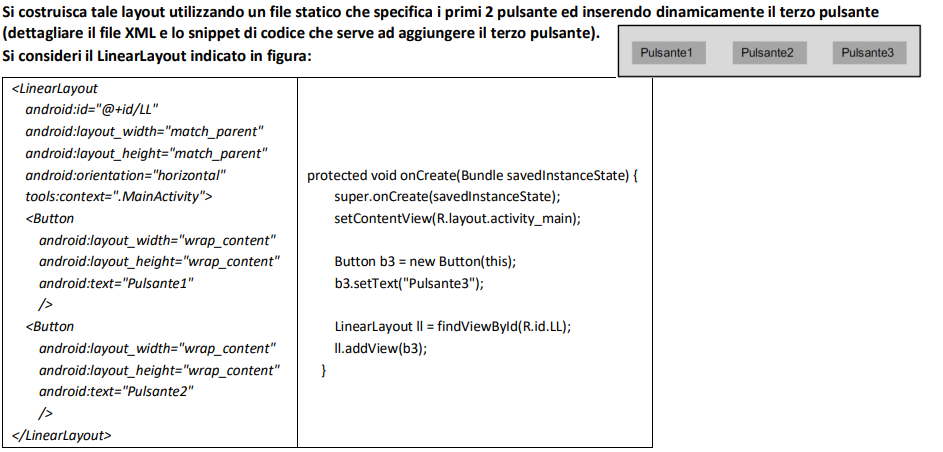 Si costruisca tale layout utilizzando un file statico che specifica i primi 2 pulsante ed inserendo dinamicamente il terzo pulsante
(dettagliare il file XML e lo snippet di codice che serve ad aggiungere il terzo pulsante).
Si consideri il LinearLayout indicato in figura:
Pulsante1 Pulsante2 Pulsante3
<LinearLayout
android:id="@+id/LL"
android:layout_width="match_parent"
android:layout_height="match_parent"
android:orientation="horizontal"
tools:context=".MainActivity">
<Button
android:layout_width="wrap_content"
android:layout_height="wrap_content"
android:text="Pulsante1"
/>
<Button
android:layout_width="wrap_content"
android:layout_height="wrap_content"
android:text="Pulsante2"
/>
</LinearLayout>
protected void onCreate(Bundle savedInstanceState) {
super.onCreate(savedInstanceState);
setContentView(R.layout.activity_main);
Button b3 = new Button(this);
b3.setText("Pulsante3");
LinearLayout ll = findViewById(R.id.LL);
ll.addView(b3);
}